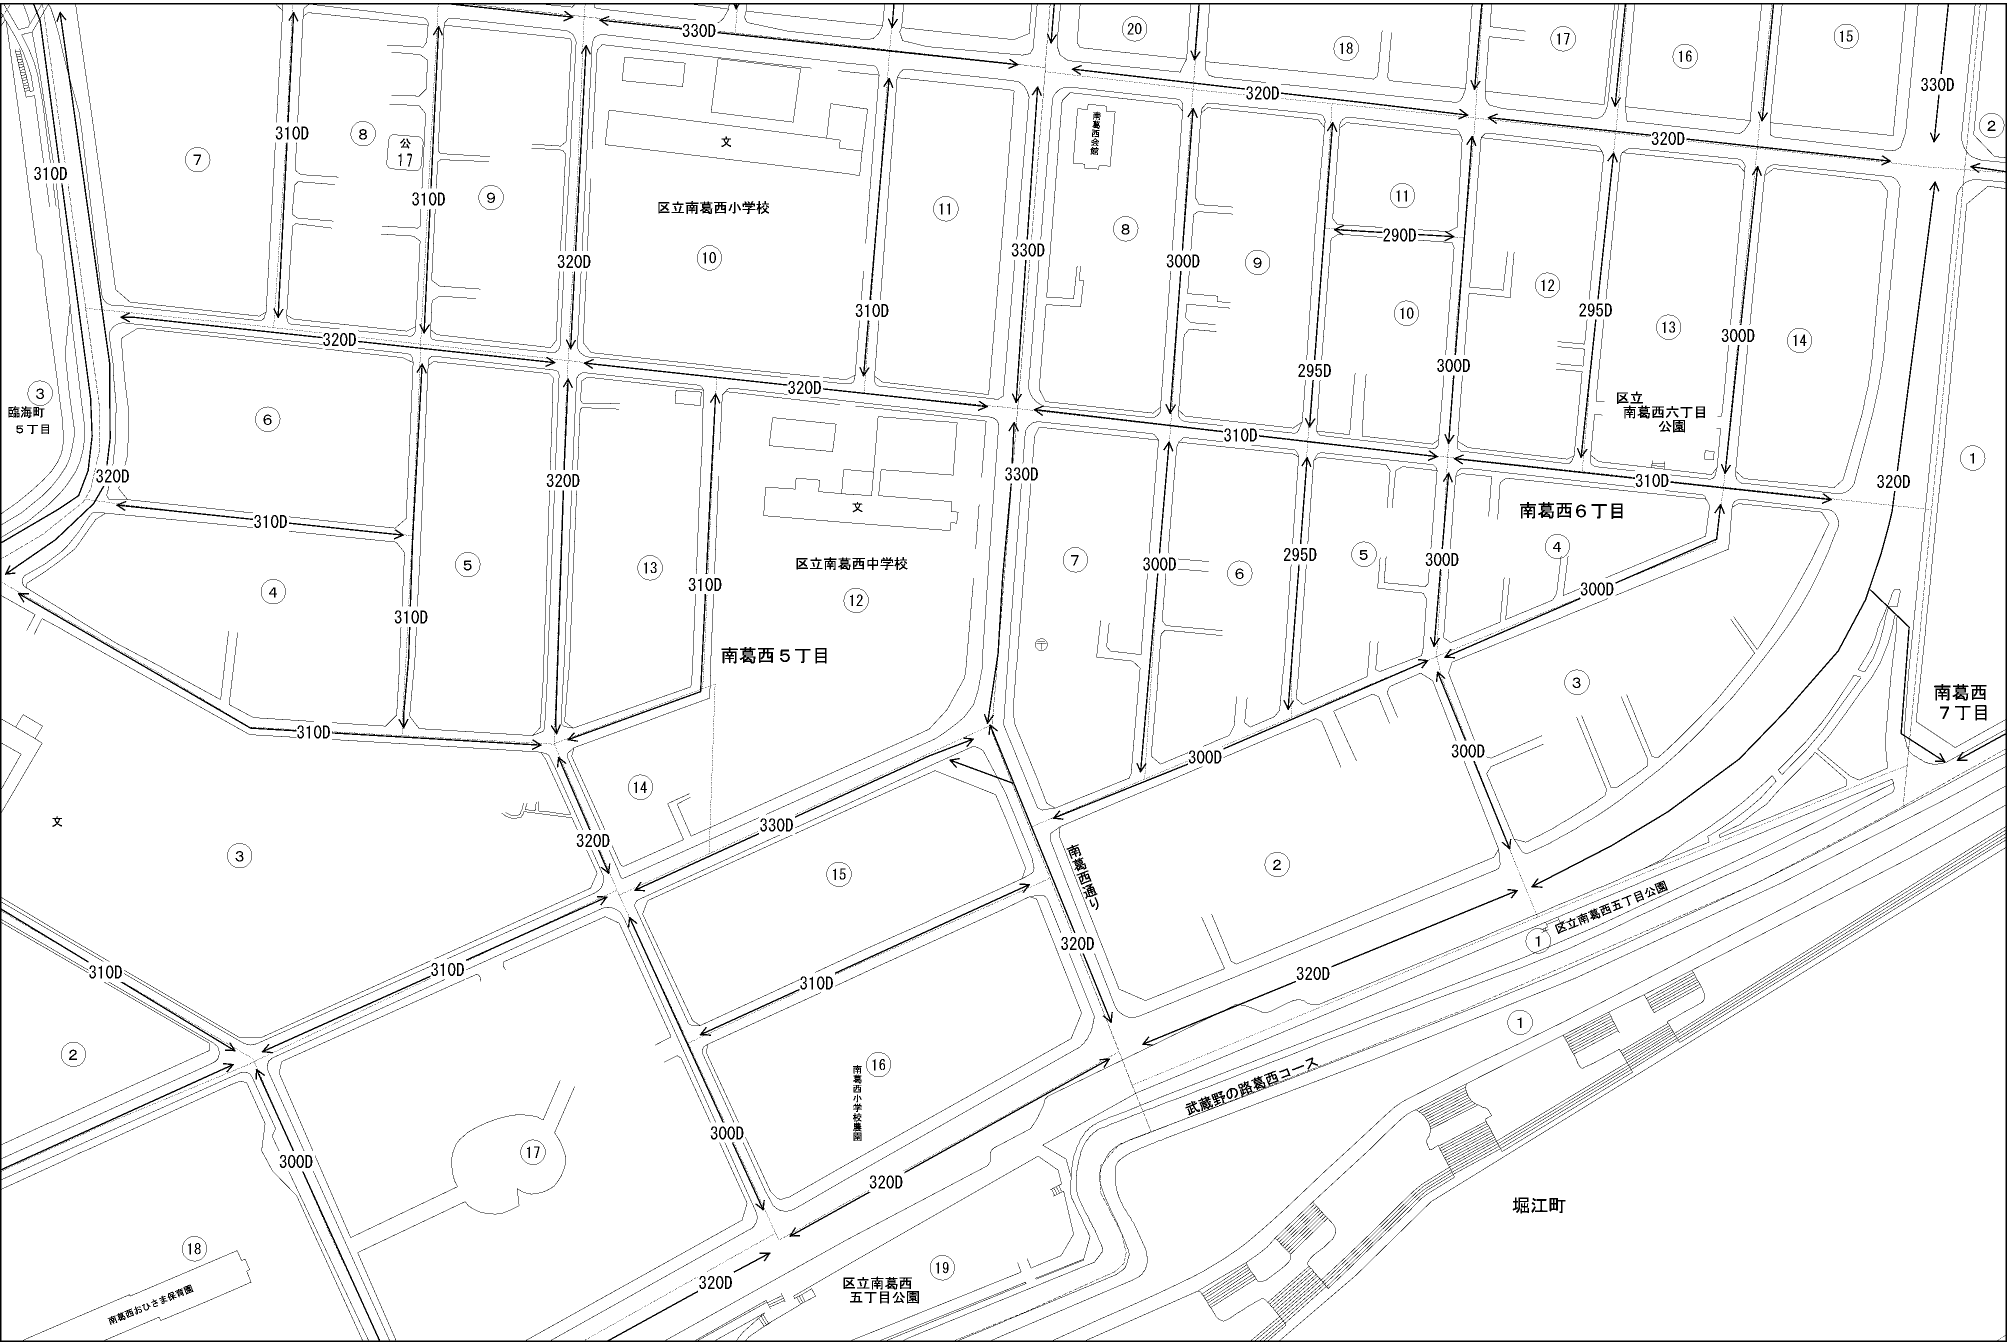 330D
20
18
17
16
15
330D
320D
320D
2
310D
8
公
17
310D
7
310D
310D
9
文
区立南葛西小学校
10
320D
310D
11
330D
南葛西会館
8
300D
9
11
290D
10
295D
300D
12
295D
13
300D
14
区立
南葛西六丁目
公園
320D
320D
310D
310D
320D
3
臨海町
5丁目
320D
6
310D
4
5
310D
310D
320D
13
310D
文
区立南葛西中学校
12
南葛西5丁目
330D
7
〒
300D
6
295D
5
300D
南葛西6丁目
4
300D
1
3
南葛西
7丁目
300D
300D
文
3
14
320D
330D
15
南葛西通り
2
320D
310D
310D
310D
320D
区立南葛西五丁目公園
1
1
2
武蔵野の路葛西コース
16
南葛西小学校農園
300D
17
300D
320D
堀江町
18
南葛西おひさま保育園
320D
19
区立南葛西
五丁目公園